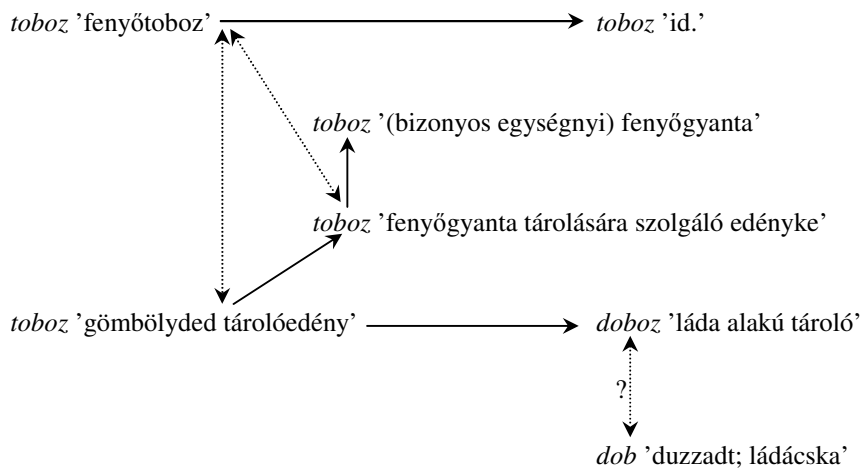 toboz ’fenyőtoboz’ toboz ’id.’
toboz ’(bizonyos egységnyi) fenyőgyanta’
toboz ’fenyőgyanta tárolására szolgáló edényke’
toboz ’gömbölyded tárolóedény’ doboz ’láda alakú tároló’
?
dob ’duzzadt; ládácska’